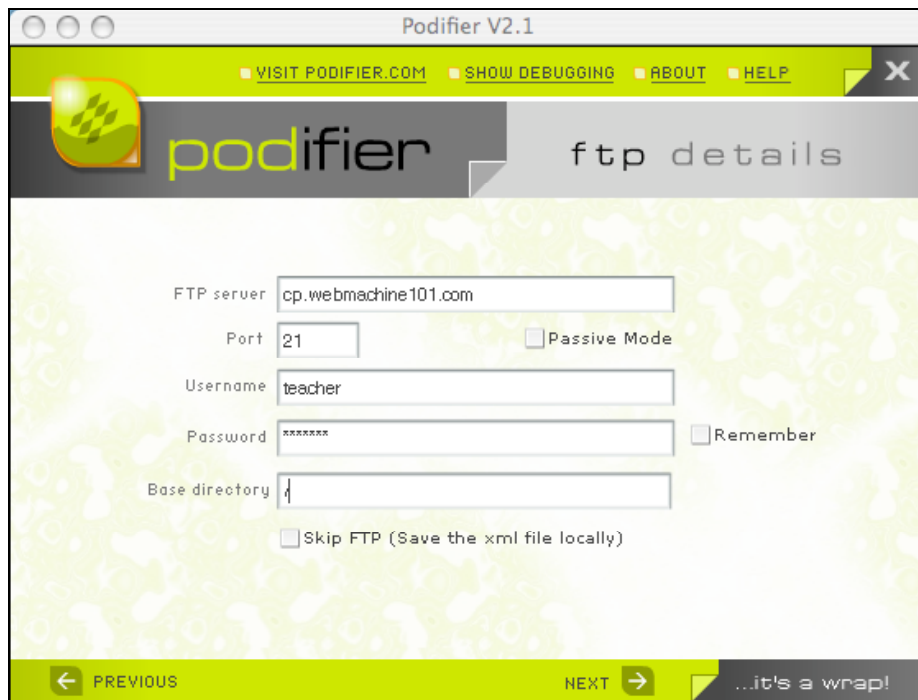 Podifier V2.1
VISIT PODIFIER.COM SHOW DEBUGGING ABOUT HELP X
podifier
ftp details
FTP server cp.webmachine101.com
Port 21 Passive Mode
Username teacher
Password ******* Remember
Base directory /
Skip FTP (Save the xml file locally)
PREVIOUS NEXT ...it's a wrap!